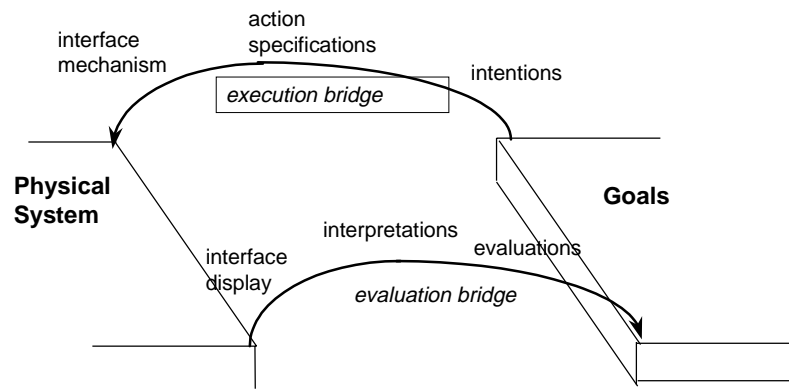 action
specifications
interface
mechanism
intentions
execution bridge
Physical
System
Goals
interpretations
evaluations
interface
display
evaluation bridge